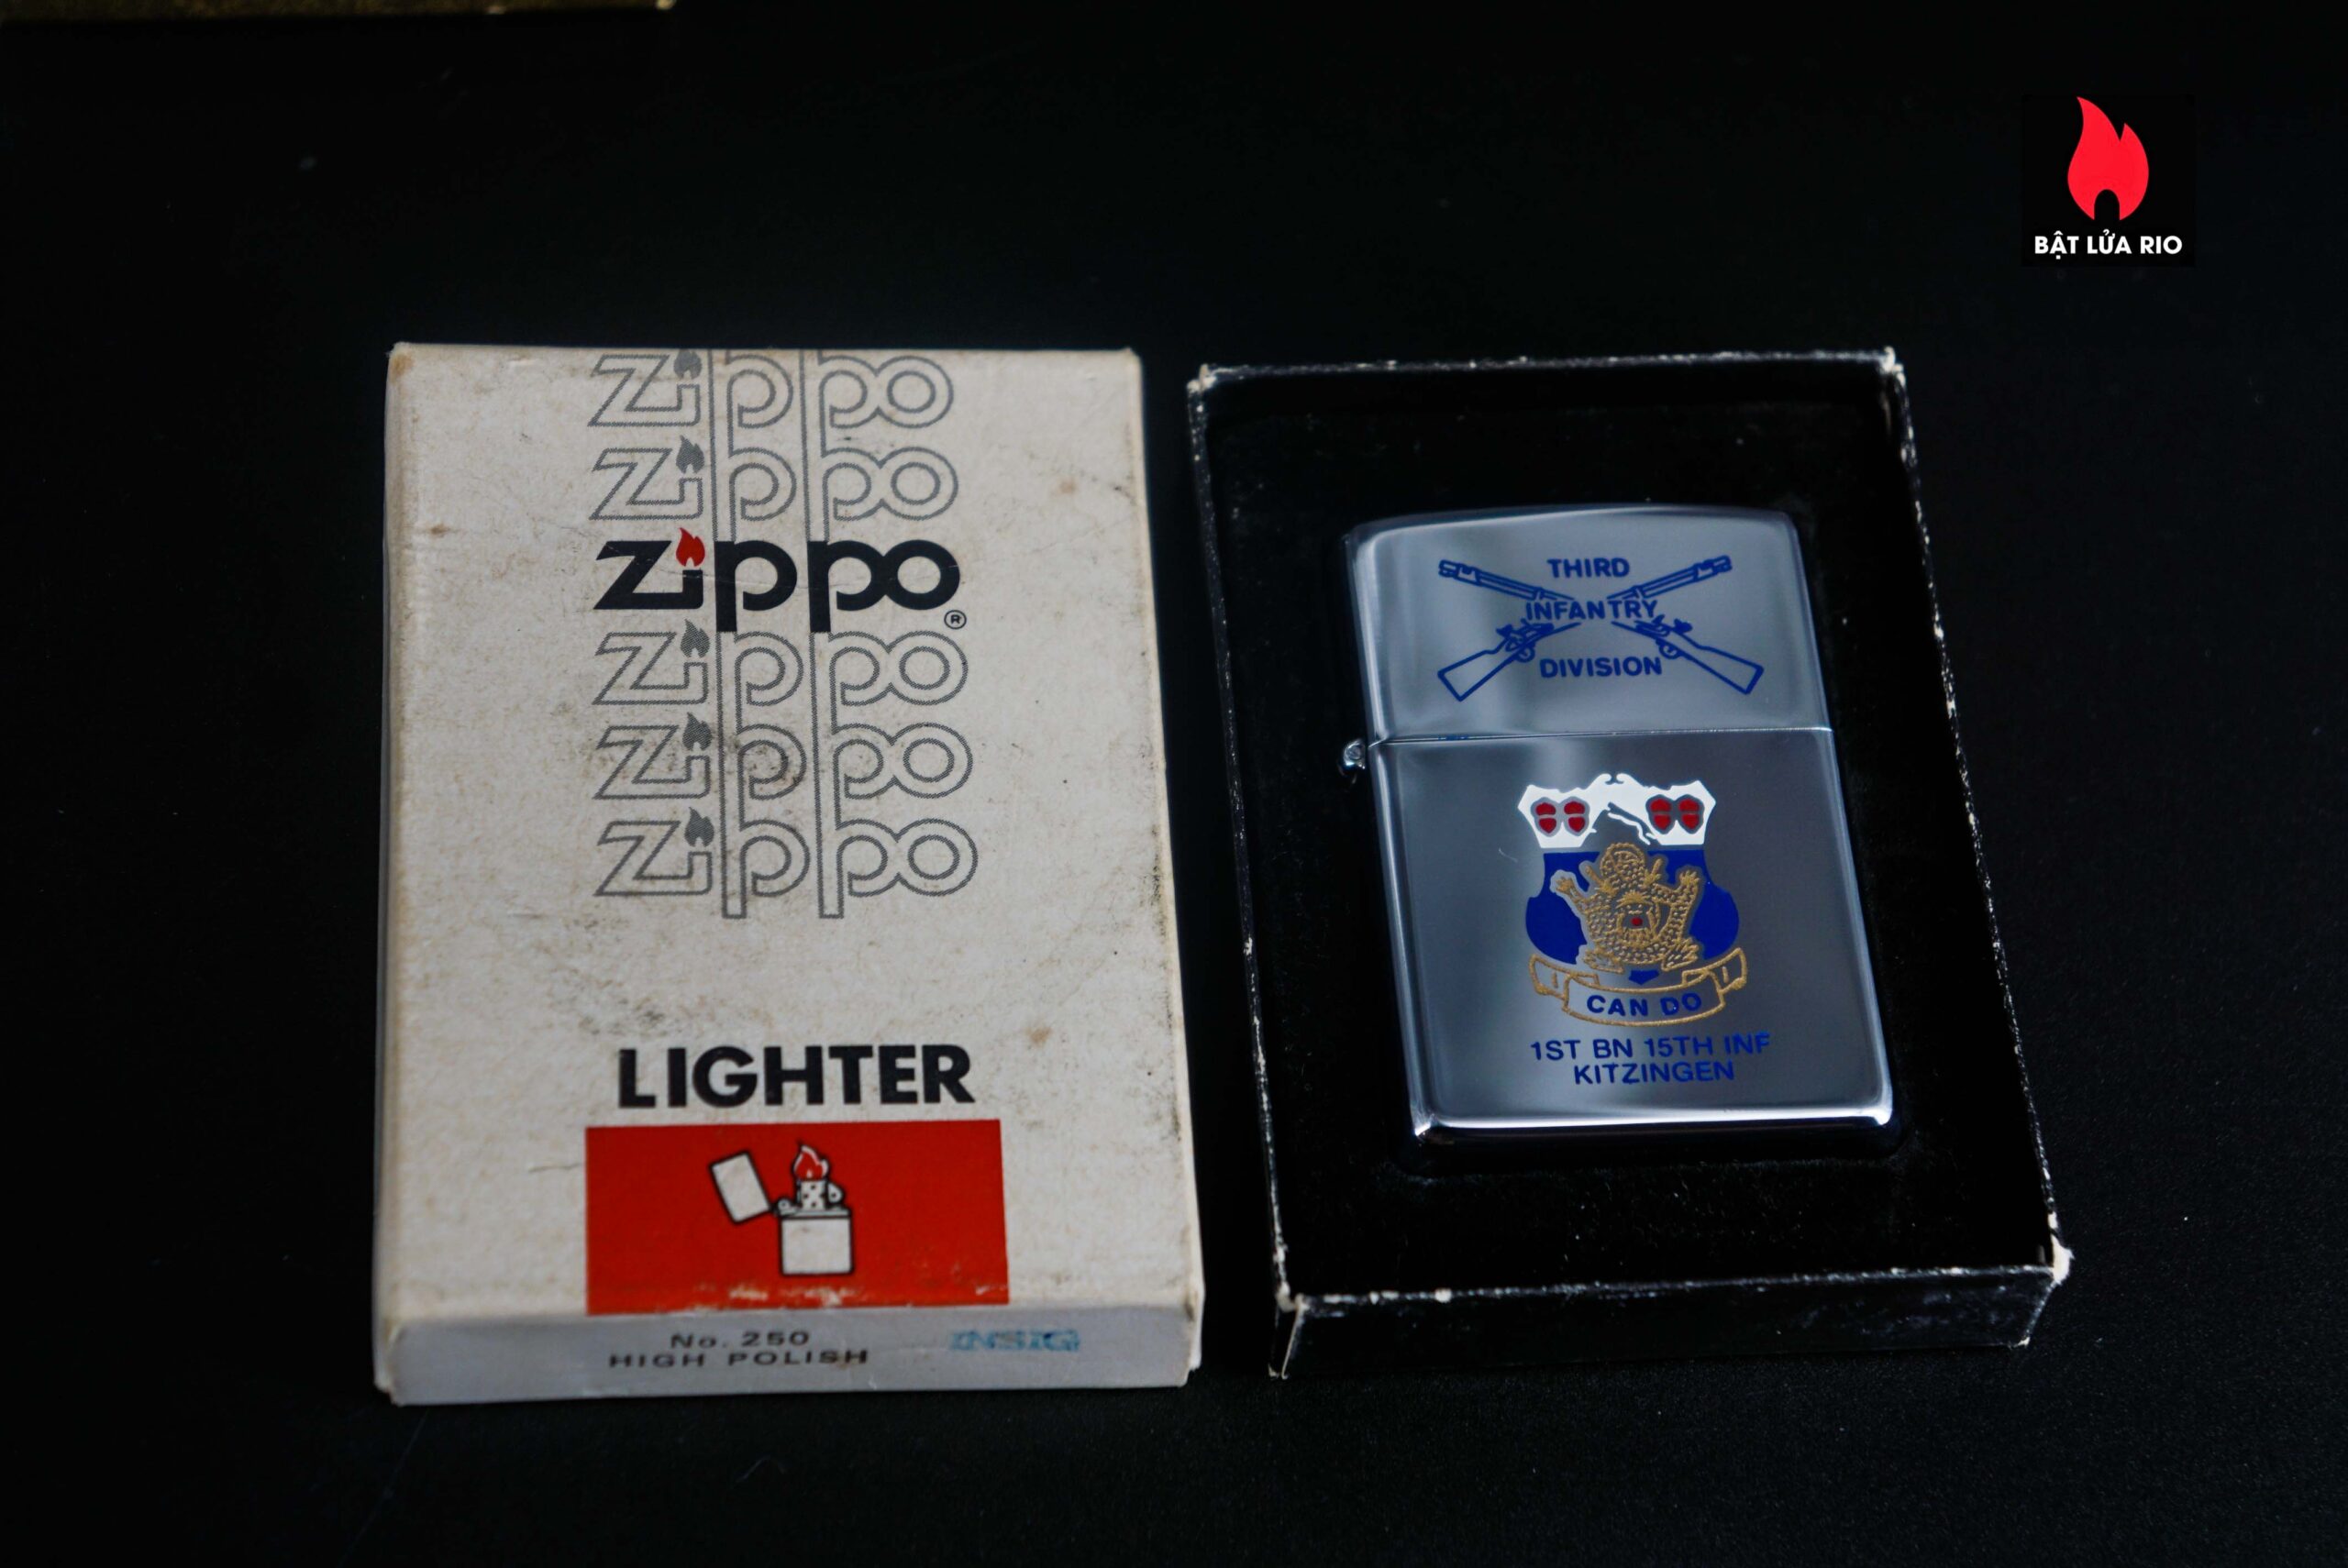 BẬT LỬA RIO
zippo
zippo
zippo®
zippo
zippo
zippo
LIGHTER
No. 250
HIGH POLISH
INSIG
THIRD
INFANTRY
DIVISION
CAN DO
1ST BN 15TH INF
KITZINGEN